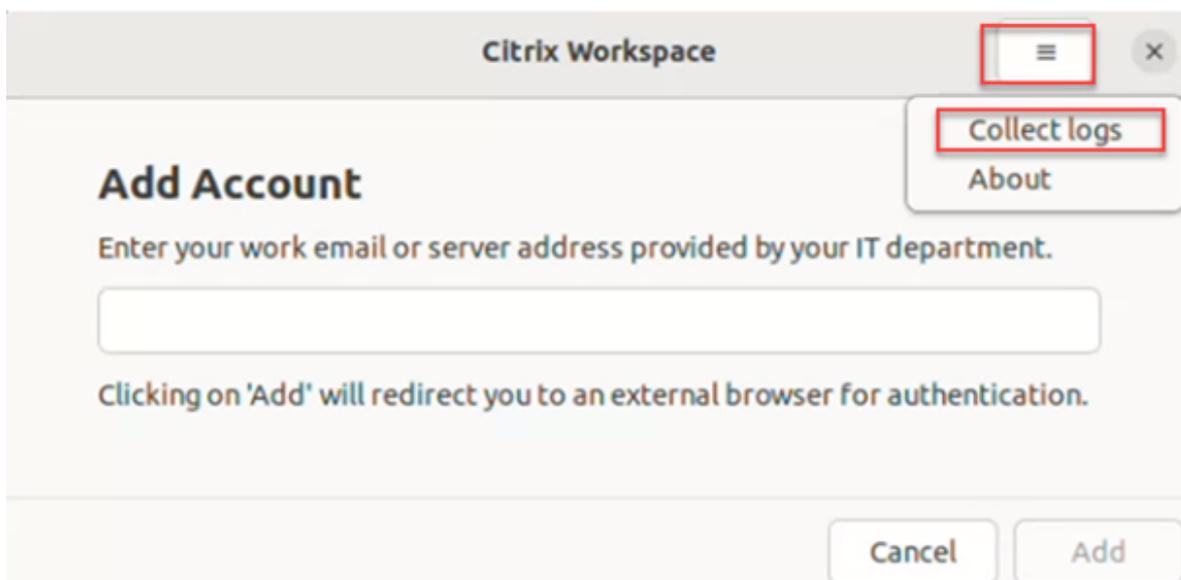 Citrix Workspace
Collect logs
About
Add Account
Enter your work email or server address provided by your IT department.
Clicking on 'Add' will redirect you to an external browser for authentication.
Cancel
Add